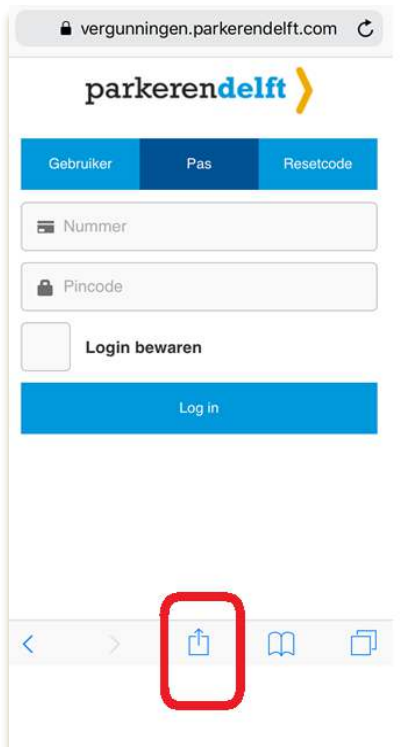 vergunningen.parkerendelft.com
parkerendelft
Gebruiker Pas Resetcode
Nummer
Pincode
Login bewaren
Log in